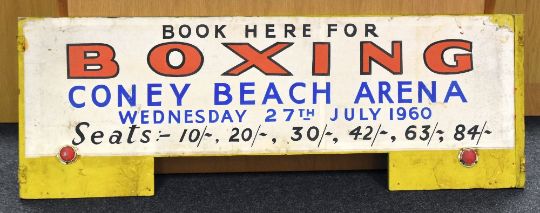 BOOK HERE FOR
BOXING
CONEY BEACH ARENA
WEDNESDAY 27TH JULY 1960
Seats:- 10/-, 20/-, 30/-, 42/-, 63/-, 84/-